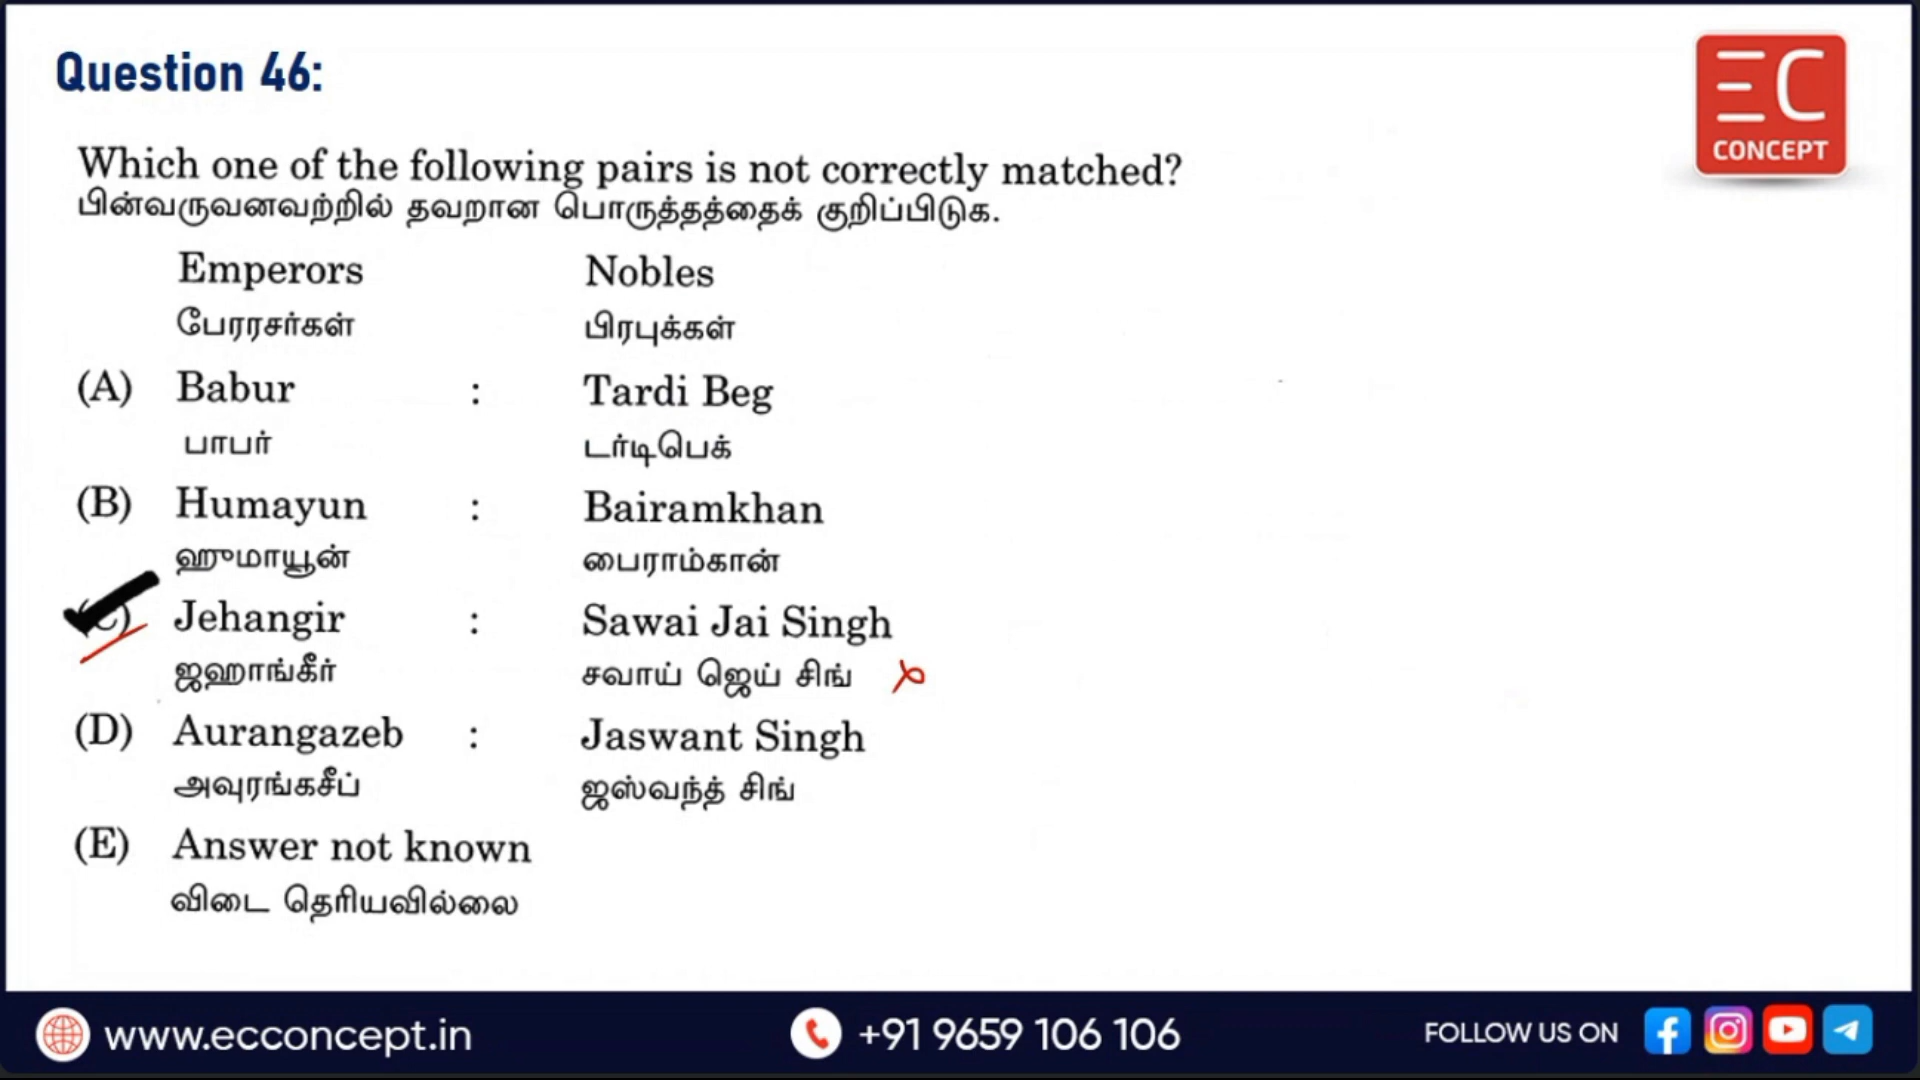 Question 46:
EC
CONCEPT
Which one of the following pairs is not correctly matched?
பின்வருவனவற்றில் தவறான பொருத்தத்தைக் குறிப்பிடுக.
Emperors Nobles
பேரரசர்கள் பிரபுக்கள்
(A) Babur : Tardi Beg
பாபர் டர்டிபெக்
(B) Humayun : Bairamkhan
ஹுமாயூன் பைராம்கான்
(C) Jehangir : Sawai Jai Singh
ஜஹாங்கீர் சவாய் ஜெய் சிங்
(D) Aurangazeb : Jaswant Singh
அவுரங்கசீப் ஜஸ்வந்த் சிங்
(E) Answer not known
விடை தெரியவில்லை
www.ecconcept.in +91 9659 106 106 FOLLOW US ON